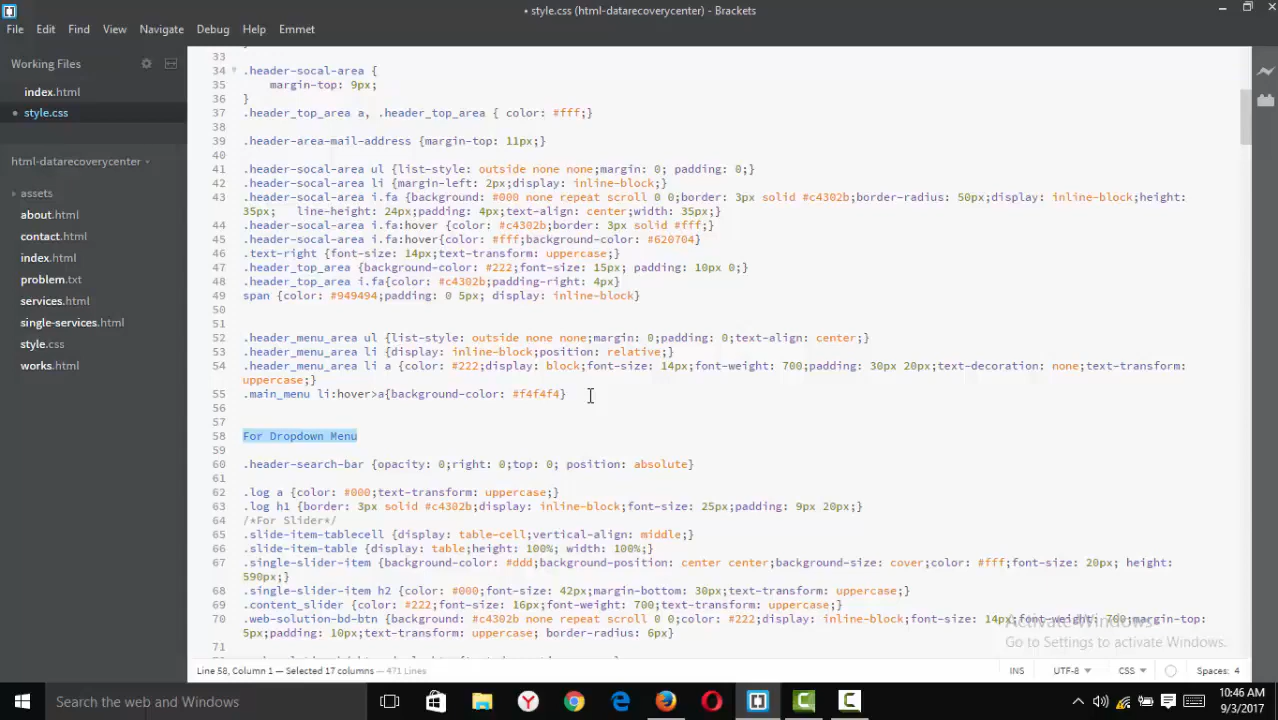 • style.css (html-datarecoverycenter) - Brackets
File Edit Find View Navigate Debug Help Emmet
Working Files
index.html
• style.css
html-datarecoverycenter
assets
about.html
contact.html
index.html
problem.txt
services.html
single-services.html
style.css
works.html
33
34 .header-socal-area {
35 margin-top: 9px;
36 }
37 .header_top_area a, .header_top_area { color: #fff;}
38
39 .header-area-mail-address {margin-top: 11px;}
40
41 .header-socal-area ul {list-style: outside none none;margin: 0; padding: 0;}
42 .header-socal-area li {margin-left: 2px;display: inline-block;}
43 .header-socal-area i.fa {background: #000 none repeat scroll 0 0;border: 3px solid #c4302b;border-radius: 50px;display: inline-block;height:
35px; line-height: 24px;padding: 4px;text-align: center;width: 35px;}
44 .header-socal-area i.fa:hover {color: #c4302b;border: 3px solid #fff;}
45 .header-socal-area i.fa:hover{color: #fff;background-color: #620704}
46 .text-right {font-size: 14px;text-transform: uppercase;}
47 .header_top_area {background-color: #222;font-size: 15px; padding: 10px 0;}
48 .header_top_area i.fa{color: #c4302b;padding-right: 4px}
49 span {color: #949494;padding: 0 5px; display: inline-block}
50
51
52 .header_menu_area ul {list-style: outside none none;margin: 0;padding: 0;text-align: center;}
53 .header_menu_area li {display: inline-block;position: relative;}
54 .header_menu_area li a {color: #222;display: block;font-size: 14px;font-weight: 700;padding: 30px 20px;text-decoration: none;text-transform:
uppercase;}
55 .main_menu li:hover>a{background-color: #f4f4f4}
56
57
58 For Dropdown Menu
59
60 .header-search-bar {opacity: 0;right: 0;top: 0; position: absolute}
61
62 .log a {color: #000;text-transform: uppercase;}
63 .log h1 {border: 3px solid #c4302b;display: inline-block;font-size: 25px;padding: 9px 20px;}
64 /*For Slider*/
65 .slide-item-tablecell {display: table-cell;vertical-align: middle;}
66 .slide-item-table {display: table;height: 100%; width: 100%;}
67 .single-slider-item {background-color: #ddd;background-position: center center;background-size: cover;color: #fff;font-size: 20px; height:
590px;}
68 .single-slider-item h2 {color: #000;font-size: 42px;margin-bottom: 30px;text-transform: uppercase;}
69 .content_slider {color: #222;font-size: 16px;font-weight: 700;text-transform: uppercase;}
70 .web-solution-bd-btn {background: #c4302b none repeat scroll 0 0;color: #222;display: inline-block;font-size: 14px;font-weight: 700;margin-top:
5px;padding: 10px;text-transform: uppercase; border-radius: 6px}
71
Activate Windows
Go to Settings to activate Windows.
Line 58, Column 1 — Selected 17 columns — 471 Lines
INS UTF-8 CSS Spaces: 4
Search the web and Windows
10:46 AM
9/3/2017